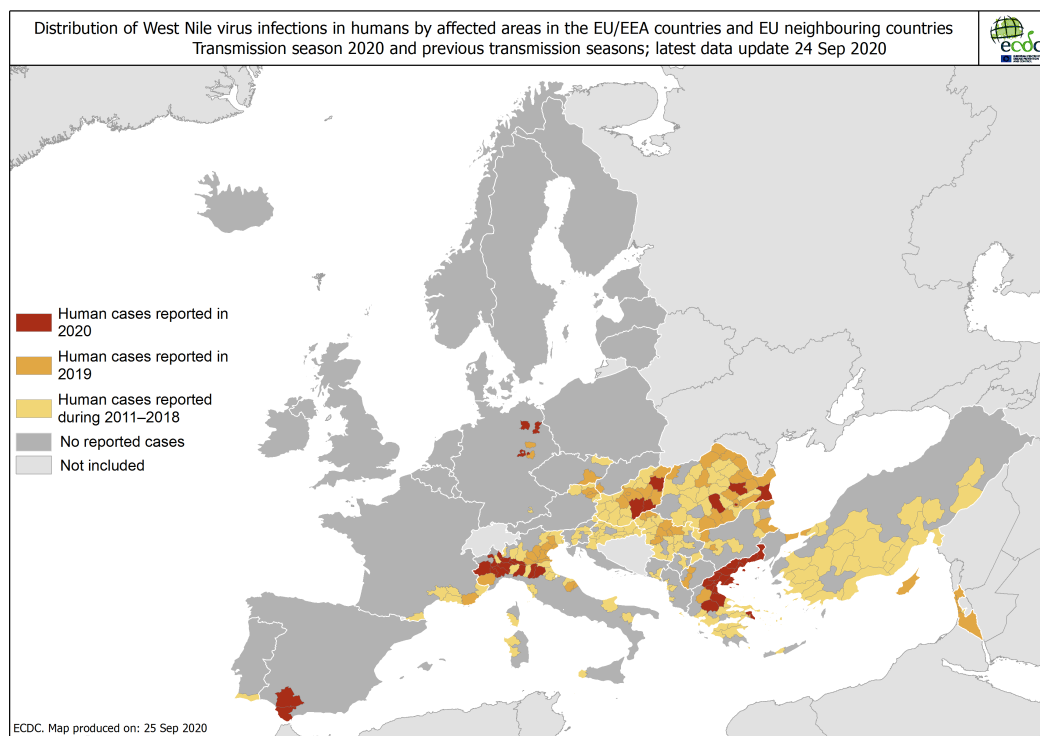 Distribution of West Nile virus infections in humans by affected areas in the EU/EEA countries and EU neighbouring countries
Transmission season 2020 and previous transmission seasons; latest data update 24 Sep 2020
ecdc
Human cases reported in
2020
Human cases reported in
2019
Human cases reported
during 2011–2018
No reported cases
Not included
ECDC. Map produced on: 25 Sep 2020